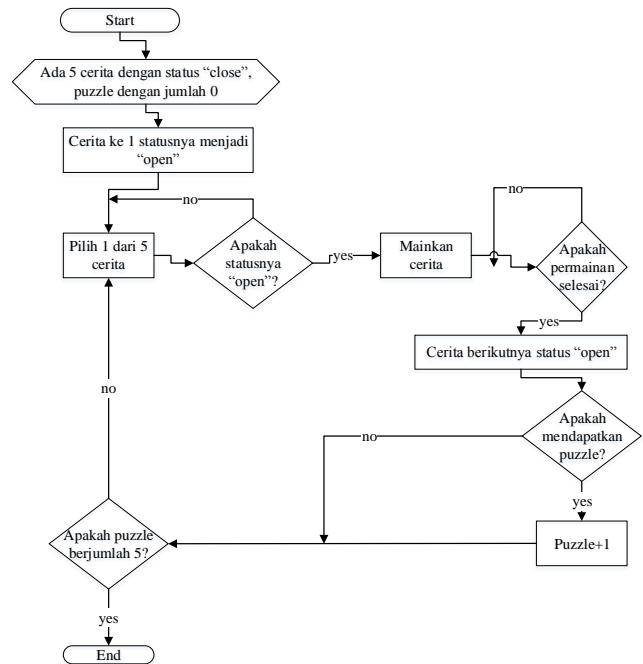 Start
Ada 5 cerita dengan status “close”,
puzzle dengan jumlah 0
Cerita ke 1 statusnya menjadi
“open”
no
Pilih 1 dari 5
cerita
Apakah
statusnya
“open”?
yes
Mainkan
cerita
no
Apakah
permainan
selesai?
yes
Cerita berikutnya status “open”
Apakah
mendapatkan
puzzle?
no
yes
Puzzle+1
Apakah puzzle
berjumlah 5?
no
yes
End